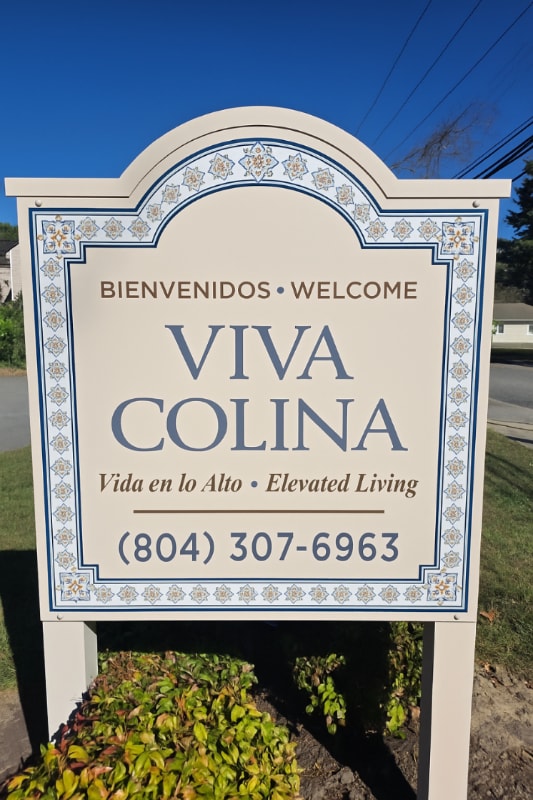 BIENVENIDOS • WELCOME
VIVA
COLINA
Vida en lo Alto • Elevated Living
(804) 307-6963